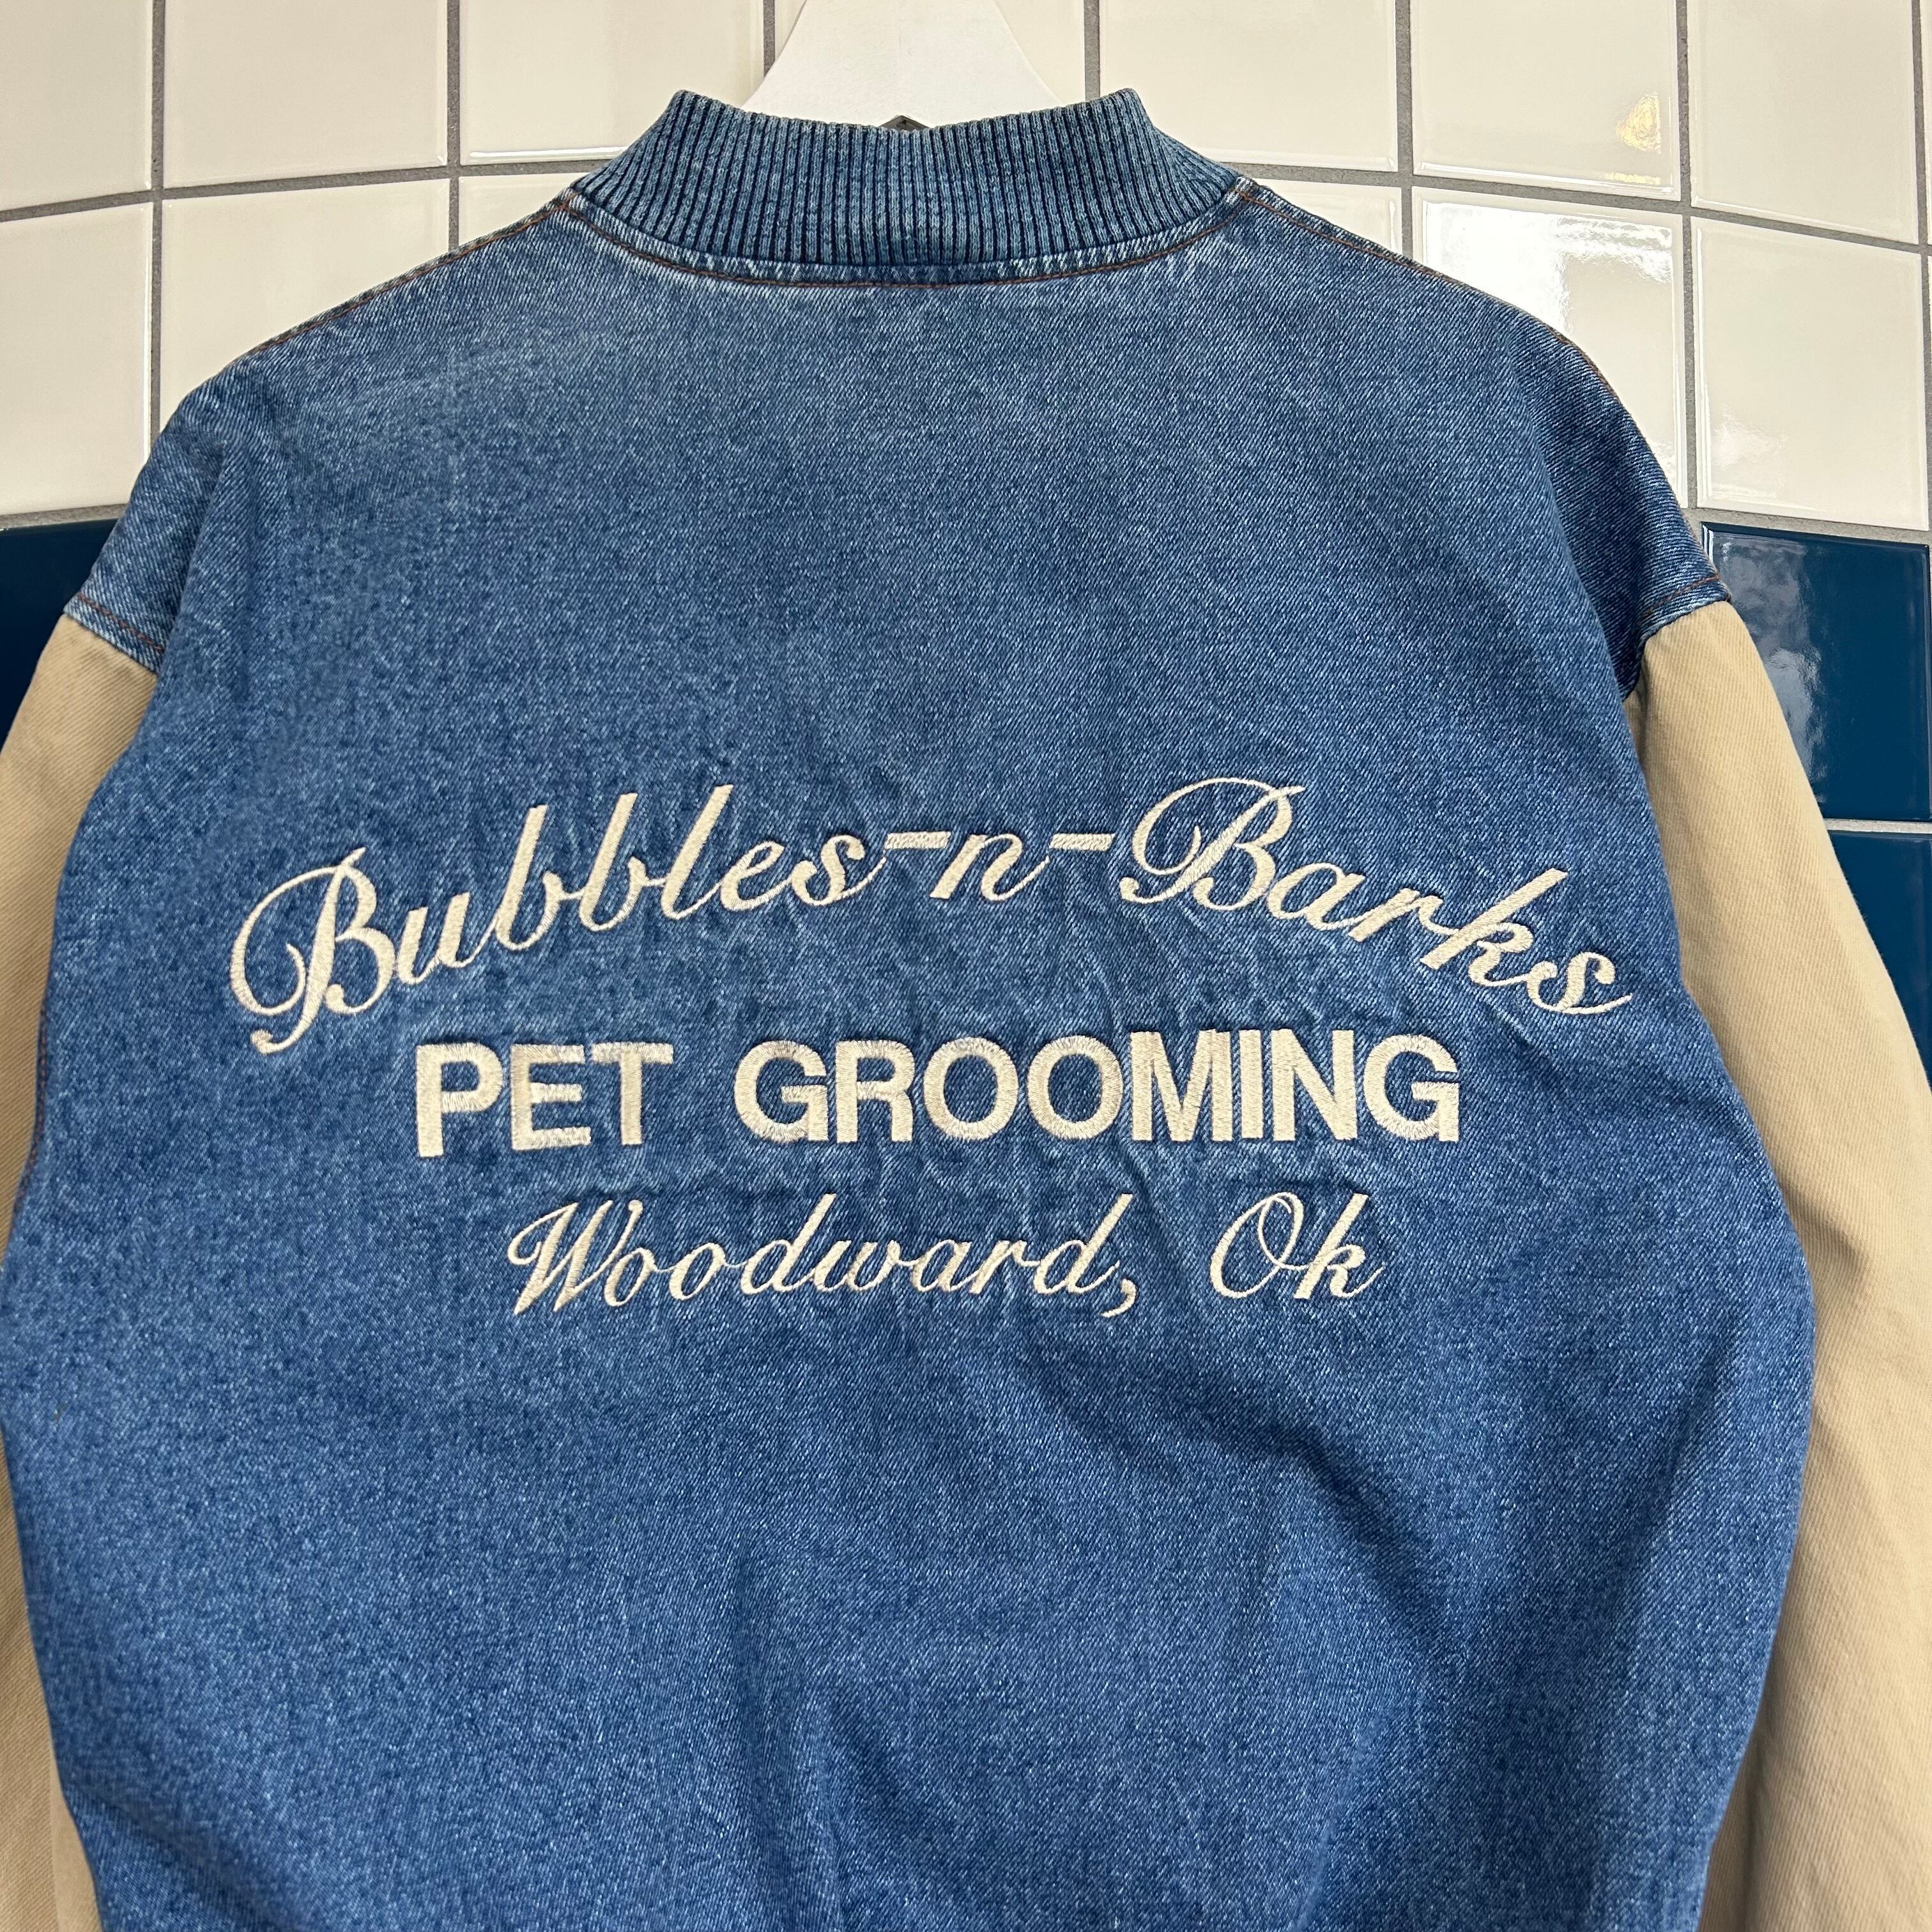 Bubbles-n-Barks
PET GROOMING
Woodward, Ok